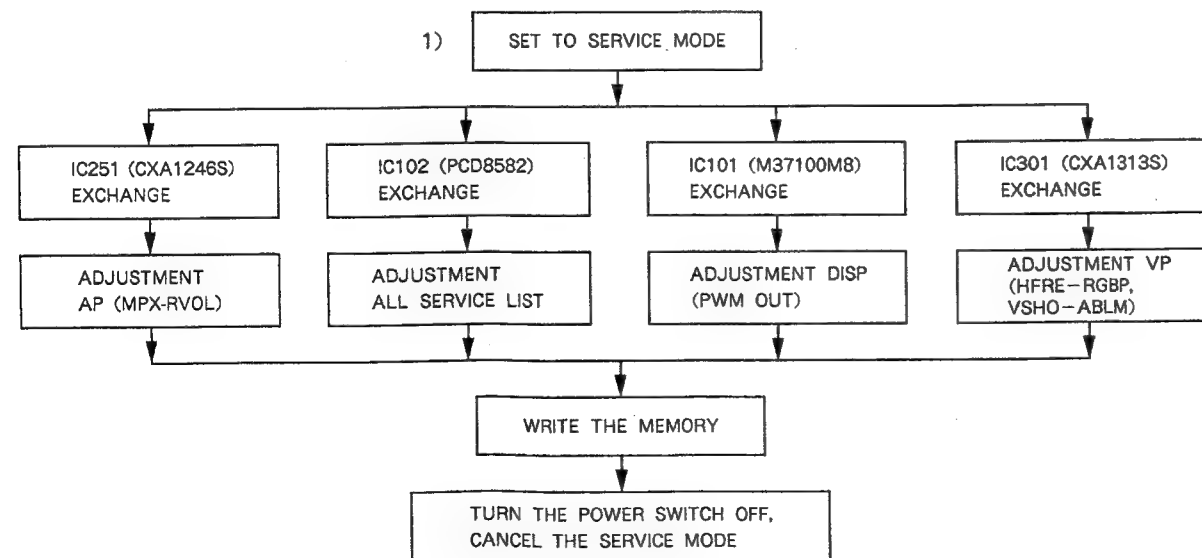 1)
SET TO SERVICE MODE
IC251 (CXA1246S)
EXCHANGE
IC102 (PCD8582)
EXCHANGE
IC101 (M37100M8)
EXCHANGE
IC301 (CXA1313S)
EXCHANGE
ADJUSTMENT
AP (MPX-RVOL)
ADJUSTMENT
ALL SERVICE LIST
ADJUSTMENT DISP
(PWM OUT)
ADJUSTMENT VP
(HFRE-RGBP,
VSHO-ABLM)
WRITE THE MEMORY
TURN THE POWER SWITCH OFF,
CANCEL THE SERVICE MODE